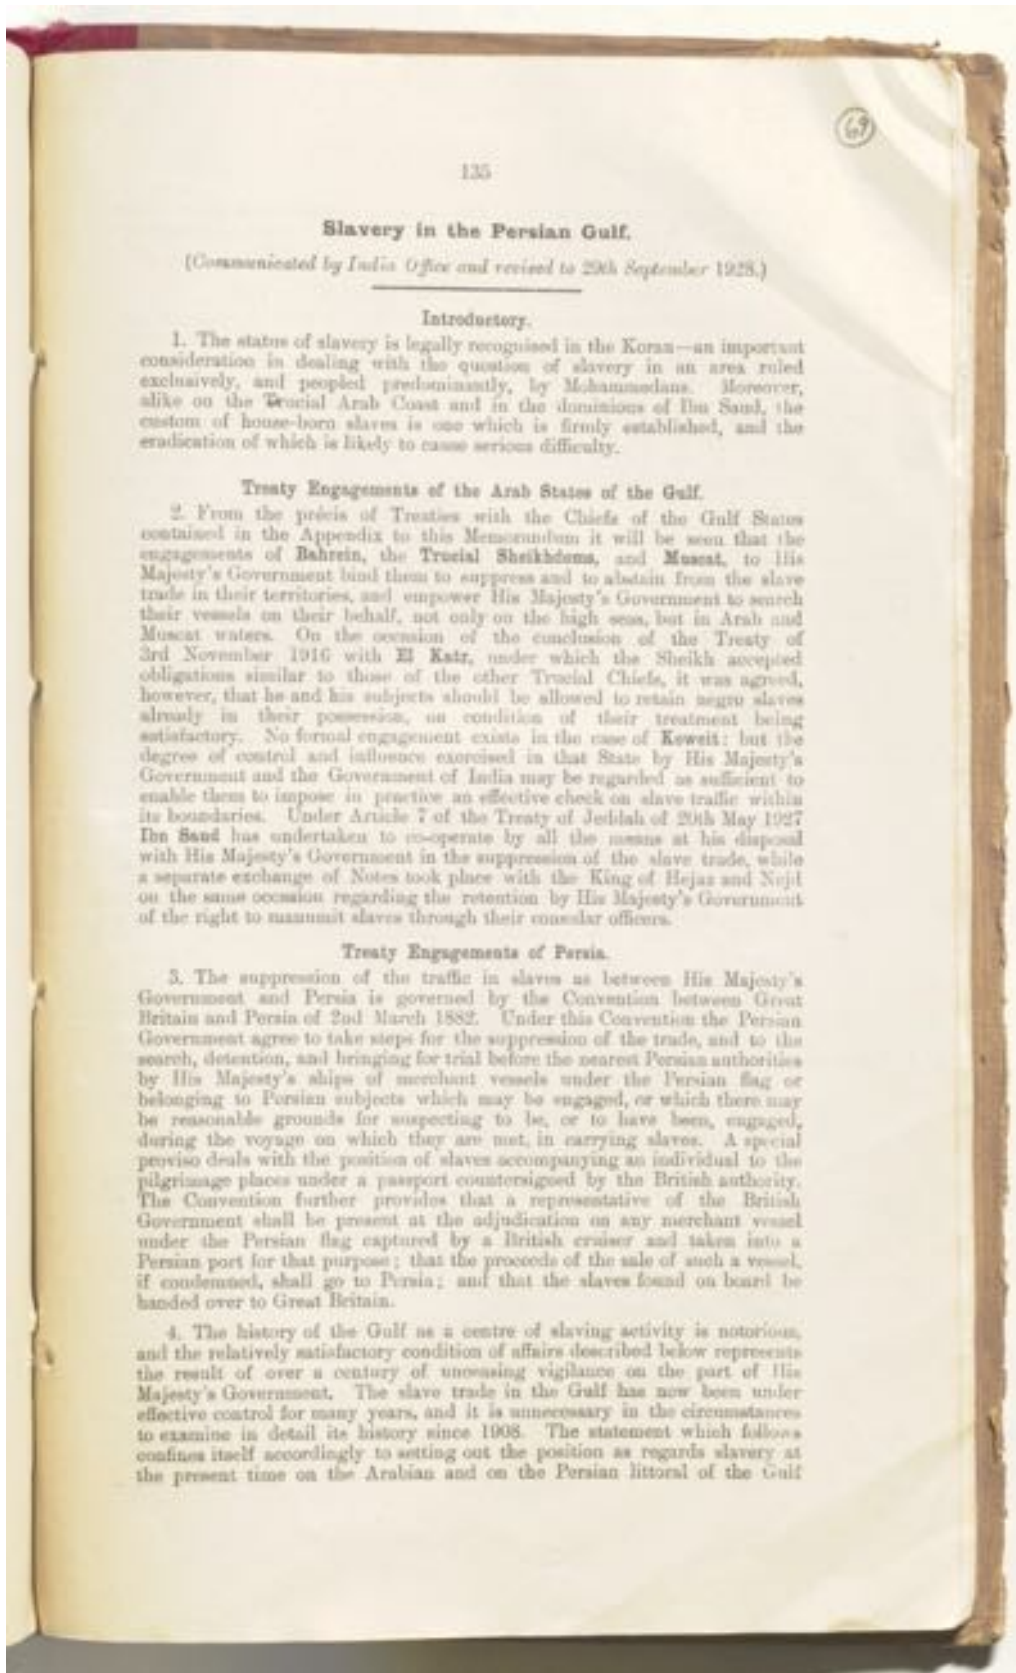 69
135
Slavery in the Persian Gulf.
(Communicated by India Office and revised to 29th September 1928.)
Introductory.
1. The status of slavery is legally recognised in the Koran—an important
consideration in dealing with the question of slavery in an area ruled
exclusively, and peopled predominantly, by Mohammedans. Moreover,
alike on the Trucial Arab Coast and in the dominions of Ibn Saud, the
custom of house-born slaves is one which is firmly established, and the
eradication of which is likely to cause serious difficulty.
Treaty Engagements of the Arab States of the Gulf.
2. From the précis of Treaties with the Chiefs of the Gulf States
contained in the Appendix to this Memorandum it will be seen that the
engagements of Bahrein, the Trucial Sheikhdoms, and Muscat, to His
Majesty's Government bind them to suppress and to abstain from the slave
trade in their territories, and empower His Majesty's Government to search
their vessels on their behalf, not only on the high seas, but in Arab and
Muscat waters. On the occasion of the conclusion of the Treaty of
3rd November 1916 with El Katr, under which the Sheikh accepted
obligations similar to those of the other Trucial Chiefs, it was agreed,
however, that he and his subjects should be allowed to retain negro slaves
already in their possession, on condition of their treatment being
satisfactory. No formal engagement exists in the case of Koweit; but the
degree of control and influence exercised in that State by His Majesty's
Government and the Government of India may be regarded as sufficient to
enable them to impose in practice an effective check on slave traffic within
its boundaries. Under Article 7 of the Treaty of Jeddah of 20th May 1927
Ibn Saud has undertaken to co-operate by all the means at his disposal
with His Majesty's Government in the suppression of the slave trade, while
a separate exchange of Notes took place with the King of Hejaz and Nejd
on the same occasion regarding the retention by His Majesty's Government
of the right to manumit slaves through their consular officers.
Treaty Engagements of Persia.
3. The suppression of the traffic in slaves as between His Majesty's
Government and Persia is governed by the Convention between Great
Britain and Persia of 2nd March 1882. Under this Convention the Persian
Government agree to take steps for the suppression of the trade, and to the
search, detention, and bringing for trial before the nearest Persian authorities
by His Majesty's ships of merchant vessels under the Persian flag or
belonging to Persian subjects which may be engaged, or which there may
be reasonable grounds for suspecting to be, or to have been, engaged,
during the voyage on which they are met, in carrying slaves. A special
proviso deals with the position of slaves accompanying an individual to the
pilgrimage places under a passport countersigned by the British authority.
The Convention further provides that a representative of the British
Government shall be present at the adjudication on any merchant vessel
under the Persian flag captured by a British cruiser and taken into a
Persian port for that purpose; that the proceeds of the sale of such a vessel,
if condemned, shall go to Persia; and that the slaves found on board be
handed over to Great Britain.
4. The history of the Gulf as a centre of slaving activity is notorious,
and the relatively satisfactory condition of affairs described below represents
the result of over a century of unceasing vigilance on the part of His
Majesty's Government. The slave trade in the Gulf has now been under
effective control for many years, and it is unnecessary in the circumstances
to examine in detail its history since 1908. The statement which follows
confines itself accordingly to setting out the position as regards slavery at
the present time on the Arabian and on the Persian littoral of the Gulf